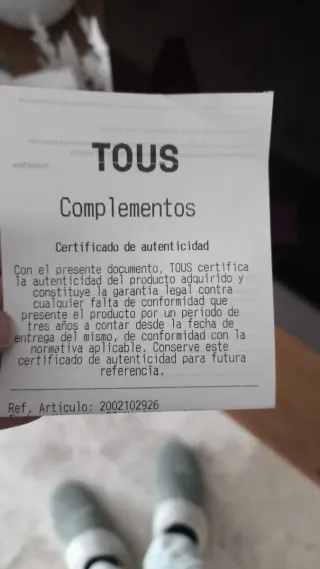 TOUS
Complementos
Certificado de autenticidad
Con el presente documento, TOUS certifica
la autenticidad del producto adquirido y
constituye la garantía legal contra
cualquier falta de conformidad que
presente el producto por un periodo de
tres años a contar desde la fecha de
entrega del mismo, de conformidad con la
normativa aplicable. Conserve este
certificado de autenticidad para futura
referencia.
Ref. Articulo: 2002102926